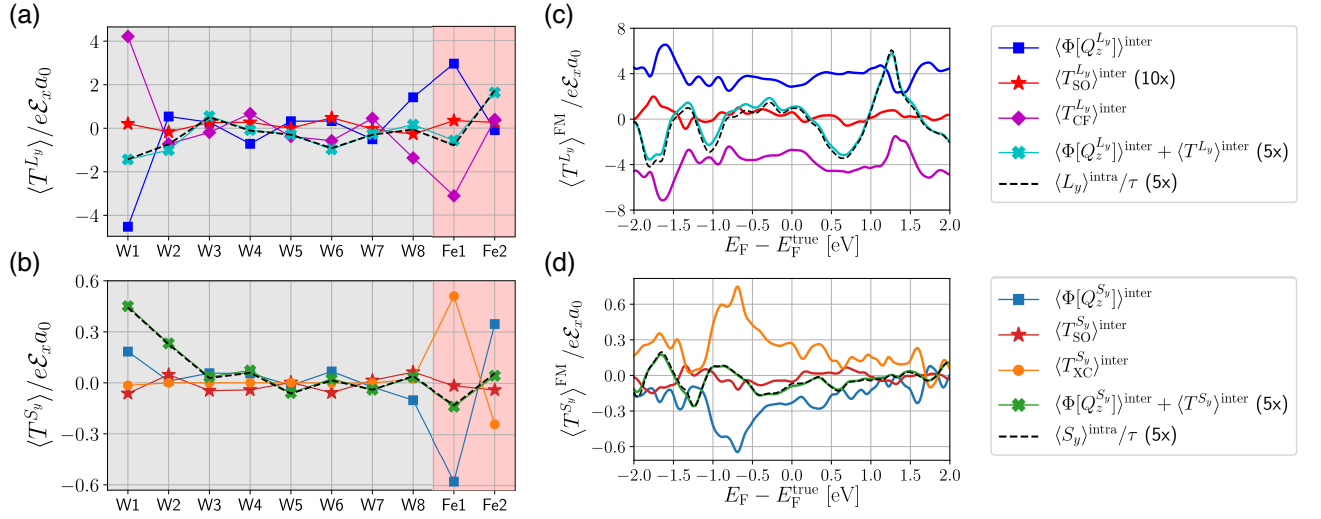 (a)
⟨T^{L_y}⟩/eℰ_x a_0
4
2
0
−2
−4
W1 W2 W3 W4 W5 W6 W7 W8 Fe1 Fe2
(b)
⟨T^{S_y}⟩/eℰ_x a_0
0.6
0.3
0.0
−0.3
−0.6
W1 W2 W3 W4 W5 W6 W7 W8 Fe1 Fe2
(c)
⟨T^{L_y}⟩^{FM}/eℰ_x a_0
8
4
0
−4
−8
−2.0 −1.5 −1.0 −0.5 0.0 0.5 1.0 1.5 2.0
E_F − E_F^{true} [eV]
(d)
⟨T^{S_y}⟩^{FM}/eℰ_x a_0
0.6
0.3
0.0
−0.3
−0.6
−2.0 −1.5 −1.0 −0.5 0.0 0.5 1.0 1.5 2.0
E_F − E_F^{true} [eV]
⟨Φ[Q_z^{L_y}]⟩^{inter}
⟨T_{SO}^{L_y}⟩^{inter} (10x)
⟨T_{CF}^{L_y}⟩^{inter}
⟨Φ[Q_z^{L_y}]⟩^{inter} + ⟨T^{L_y}⟩^{inter} (5x)
⟨L_y⟩^{intra}/τ (5x)
⟨Φ[Q_z^{S_y}]⟩^{inter}
⟨T_{SO}^{S_y}⟩^{inter}
⟨T_{XC}^{S_y}⟩^{inter}
⟨Φ[Q_z^{S_y}]⟩^{inter} + ⟨T^{S_y}⟩^{inter} (5x)
⟨S_y⟩^{intra}/τ (5x)